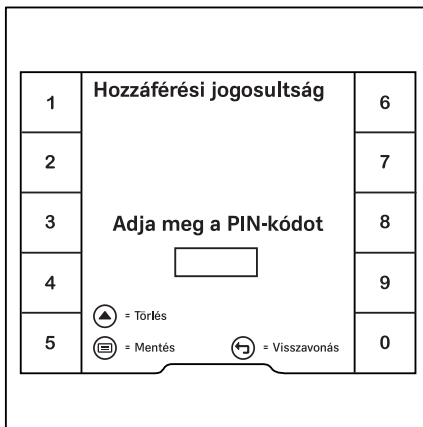 Hozzáférési jogosultság
1
2
3
4
5
Adja meg a PIN-kódot
= Törlés
= Mentés
= Visszavonás
6
7
8
9
0